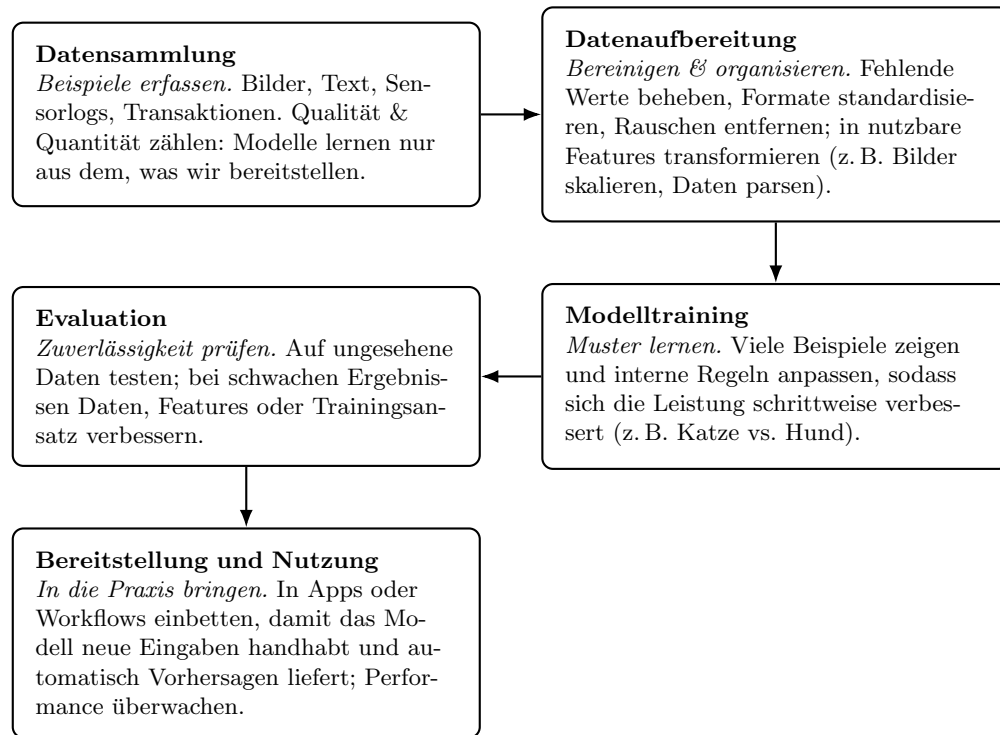 Datensammlung
Beispiele erfassen. Bilder, Text, Sen-
sorlogs, Transaktionen. Qualität &
Quantität zählen: Modelle lernen nur
aus dem, was wir bereitstellen.
Datenaufbereitung
Bereinigen & organisieren. Fehlende
Werte beheben, Formate standardisie-
ren, Rauschen entfernen; in nutzbare
Features transformieren (z. B. Bilder
skalieren, Daten parsen).
Modelltraining
Muster lernen. Viele Beispiele zeigen
und interne Regeln anpassen, sodass
sich die Leistung schrittweise verbes-
sert (z. B. Katze vs. Hund).
Evaluation
Zuverlässigkeit prüfen. Auf ungesehene
Daten testen; bei schwachen Ergebnis-
sen Daten, Features oder Trainingsan-
satz verbessern.
Bereitstellung und Nutzung
In die Praxis bringen. In Apps oder
Workflows einbetten, damit das Mo-
dell neue Eingaben handhabt und au-
tomatisch Vorhersagen liefert; Perfor-
mance überwachen.